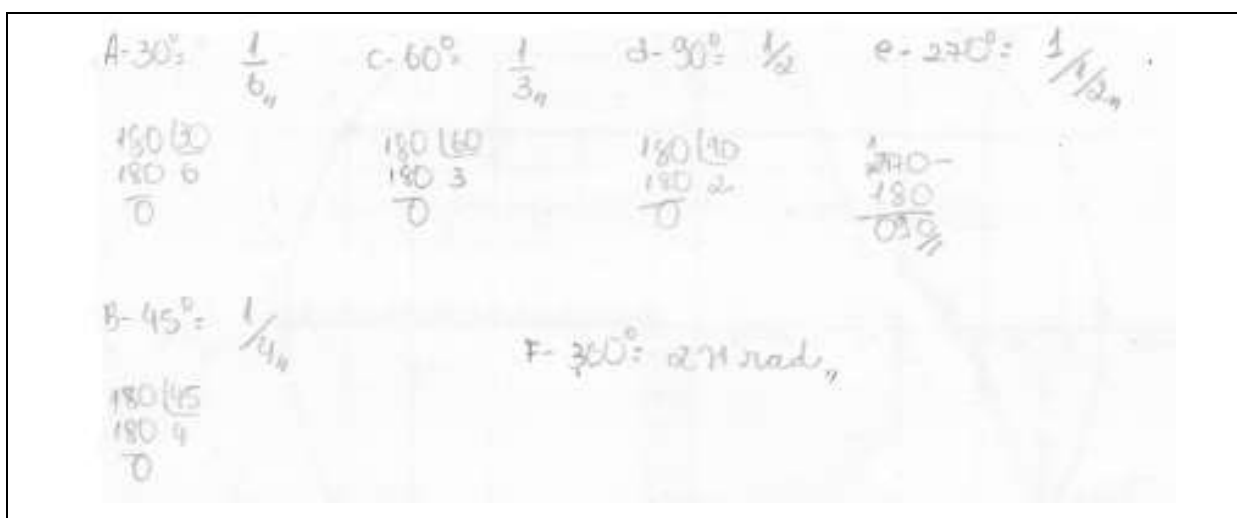 A- 30°= 1/6 c- 60°= 1/3 d- 90°= 1/2 e- 270°= 1/1/2
180 30 180 60 180 90 270-
180 6 180 3 180 2 180
0 0 0 090
B- 45°= 1/4 F- 360°= 2π rad
180 45
180 4
0